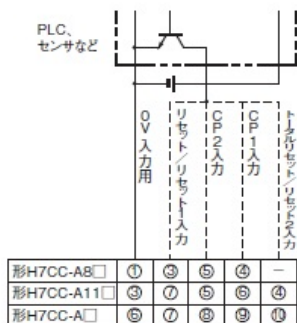 PLC、
センサなど
0V 入力用
リセット/リセット1入力
CP2入力
CP1入力
トータルリセット/リセット2入力
形H7CC-A8□ ① ③ ⑤ ④ －
形H7CC-A11□ ③ ⑦ ⑤ ⑥ ④
形H7CC-A□ ⑥ ⑦ ⑧ ⑨ ⑩